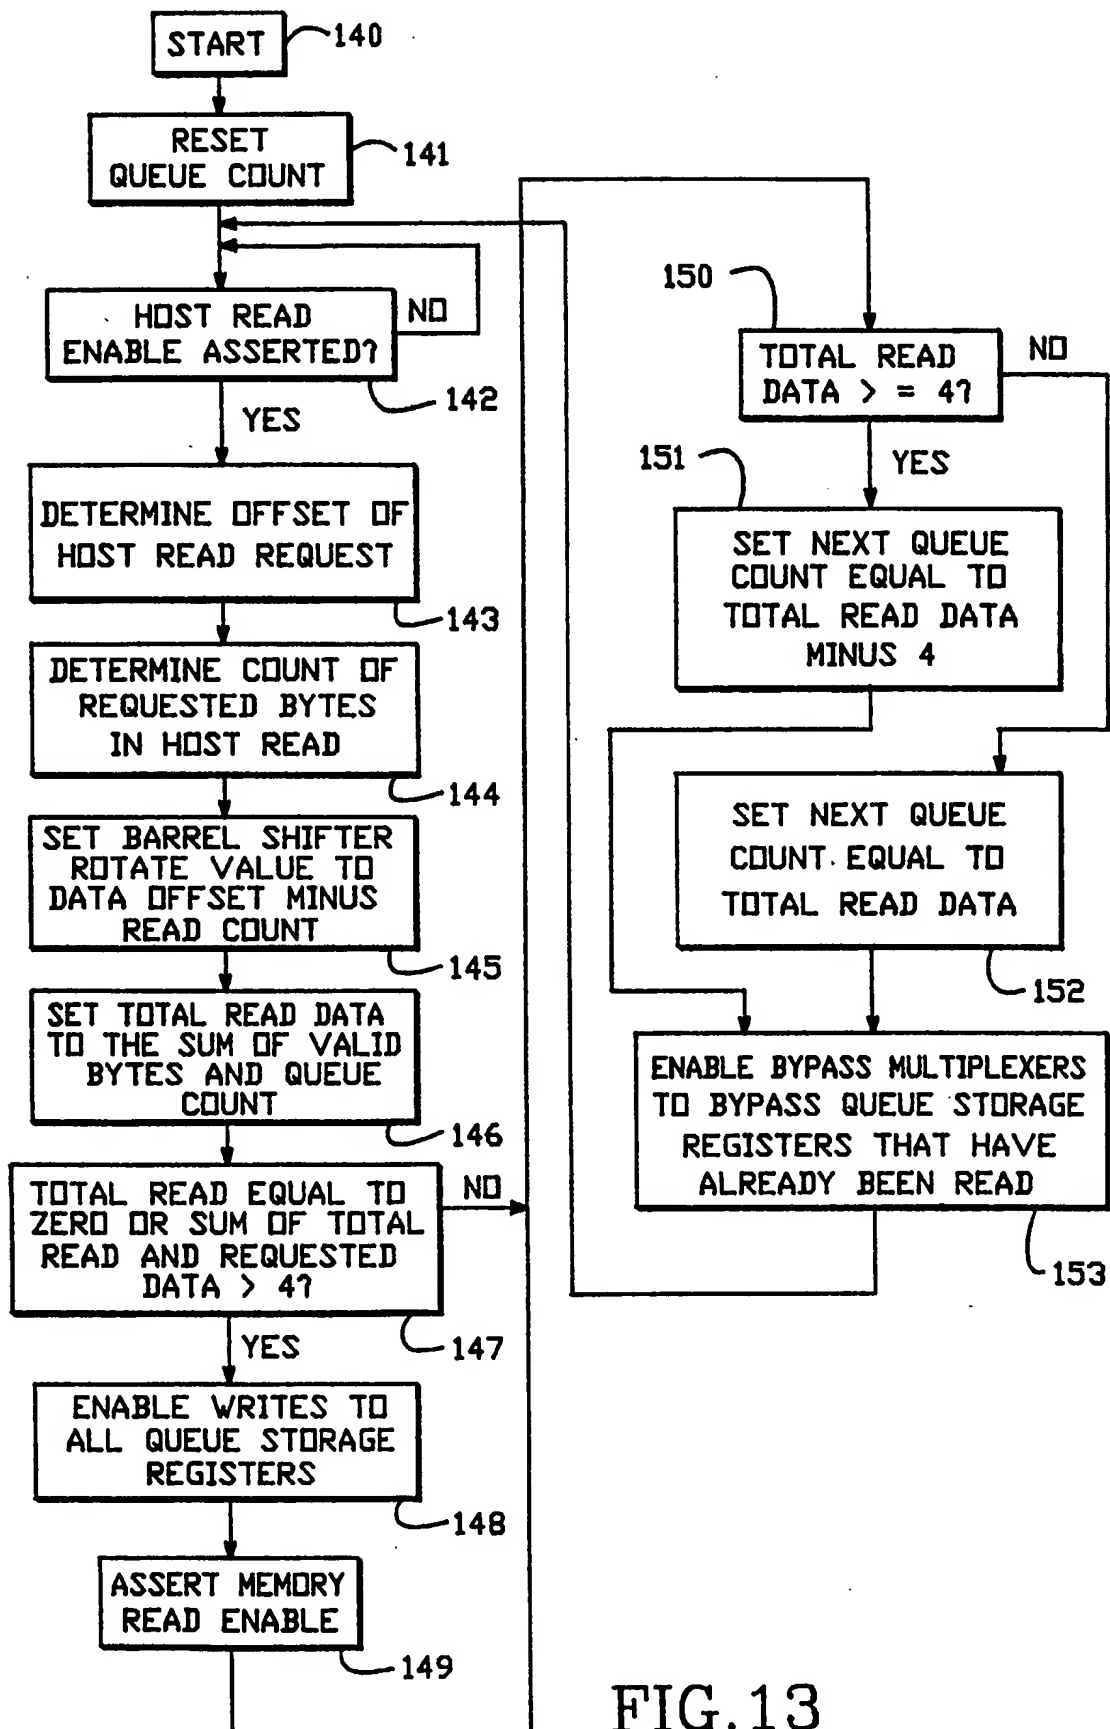 START
140
RESET
QUEUE COUNT
141
HOST READ
ENABLE ASSERTED?
NO
142
YES
DETERMINE OFFSET OF
HOST READ REQUEST
143
DETERMINE COUNT OF
REQUESTED BYTES
IN HOST READ
144
SET BARREL SHIFTER
ROTATE VALUE TO
DATA OFFSET MINUS
READ COUNT
145
SET TOTAL READ DATA
TO THE SUM OF VALID
BYTES AND QUEUE
COUNT
146
TOTAL READ EQUAL TO
ZERO OR SUM OF TOTAL
READ AND REQUESTED
DATA > 4?
NO
147
YES
ENABLE WRITES TO
ALL QUEUE STORAGE
REGISTERS
148
ASSERT MEMORY
READ ENABLE
149
150
TOTAL READ
DATA > = 4?
NO
151
YES
SET NEXT QUEUE
COUNT EQUAL TO
TOTAL READ DATA
MINUS 4
SET NEXT QUEUE
COUNT EQUAL TO
TOTAL READ DATA
152
ENABLE BYPASS MULTIPLEXERS
TO BYPASS QUEUE STORAGE
REGISTERS THAT HAVE
ALREADY BEEN READ
153
FIG.13